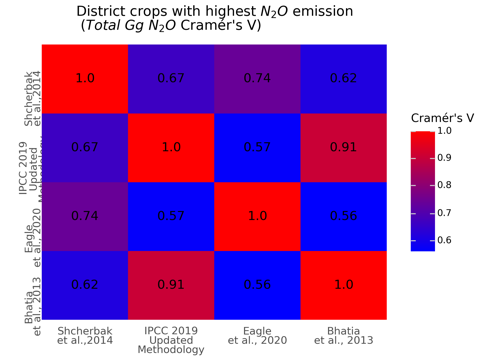 District crops with highest N₂O emission
(Total Gg N₂O Cramér's V)
Shcherbak
et al.,2014
1.0
0.67
0.74
0.62
IPCC 2019
Updated
Methodology
0.67
1.0
0.57
0.91
Eagle
et al., 2020
0.74
0.57
1.0
0.56
Bhatia
et al., 2013
0.62
0.91
0.56
1.0
Shcherbak
et al.,2014
IPCC 2019
Updated
Methodology
Eagle
et al., 2020
Bhatia
et al., 2013
Cramér's V
1.0
0.9
0.8
0.7
0.6